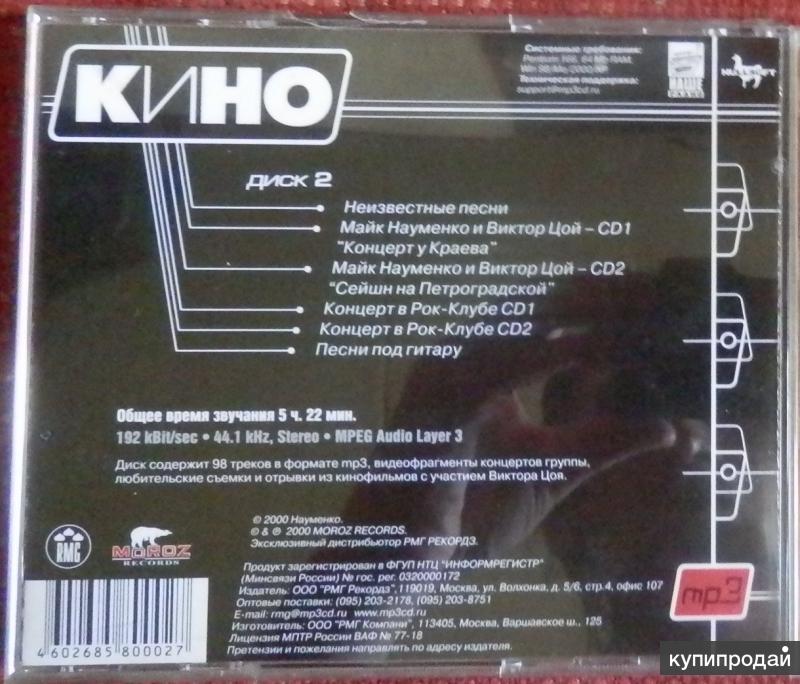 Системные требования:
Pentium 166, 64 Mb RAM,
Win 98/Me/2000/XP
Техническая поддержка:
support@mp3cd.ru
НАШЕ
NULLSOFT
КИНО
ДИСК 2
Неизвестные песни
Майк Науменко и Виктор Цой – CD1
"Концерт у Краева"
Майк Науменко и Виктор Цой – CD2
"Сейшн на Петроградской"
Концерт в Рок-Клубе CD1
Концерт в Рок-Клубе CD2
Песни под гитару
Общее время звучания 5 ч. 22 мин.
192 kBit/sec • 44.1 kHz, Stereo • MPEG Audio Layer 3
Диск содержит 98 треков в формате mp3, видеофрагменты концертов группы,
любительские съемки и отрывки из кинофильмов с участием Виктора Цоя.
© 2000 Науменко.
© & ℗ 2000 MOROZ RECORDS.
Эксклюзивный дистрибьютор РМГ РЕКОРДЗ.
RMG
MOROZ
RECORDS
Продукт зарегистрирован в ФГУП НТЦ "ИНФОРМРЕГИСТР"
(Минсвязи России) № гос. рег. 0320000172
Издатель: ООО "РМГ Рекордз", 119019, Москва, ул. Волхонка, д. 5/6, стр.4, офис 107
Оптовые поставки: (095) 203-2178, (095) 203-8751
E-mail: rmg@mp3cd.ru www.mp3cd.ru
Изготовитель: ООО "РМГ Компани", 113405, Москва, Варшавское ш., 125
Лицензия МПТР России ВАФ № 77-18
Претензии и пожелания направлять по адресу издателя.
mp3
4 602685 800027
купипродай